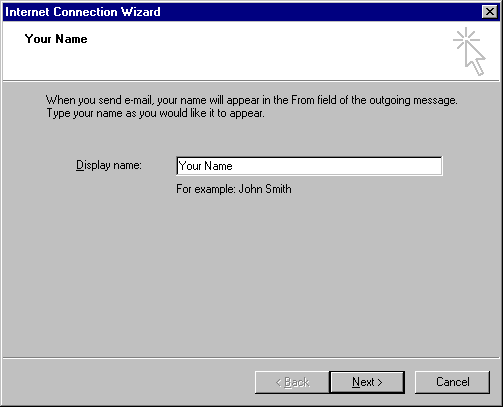 Internet Connection Wizard
Your Name
When you send e-mail, your name will appear in the From field of the outgoing message.
Type your name as you would like it to appear.
Display name: Your Name
For example: John Smith
< Back Next > Cancel